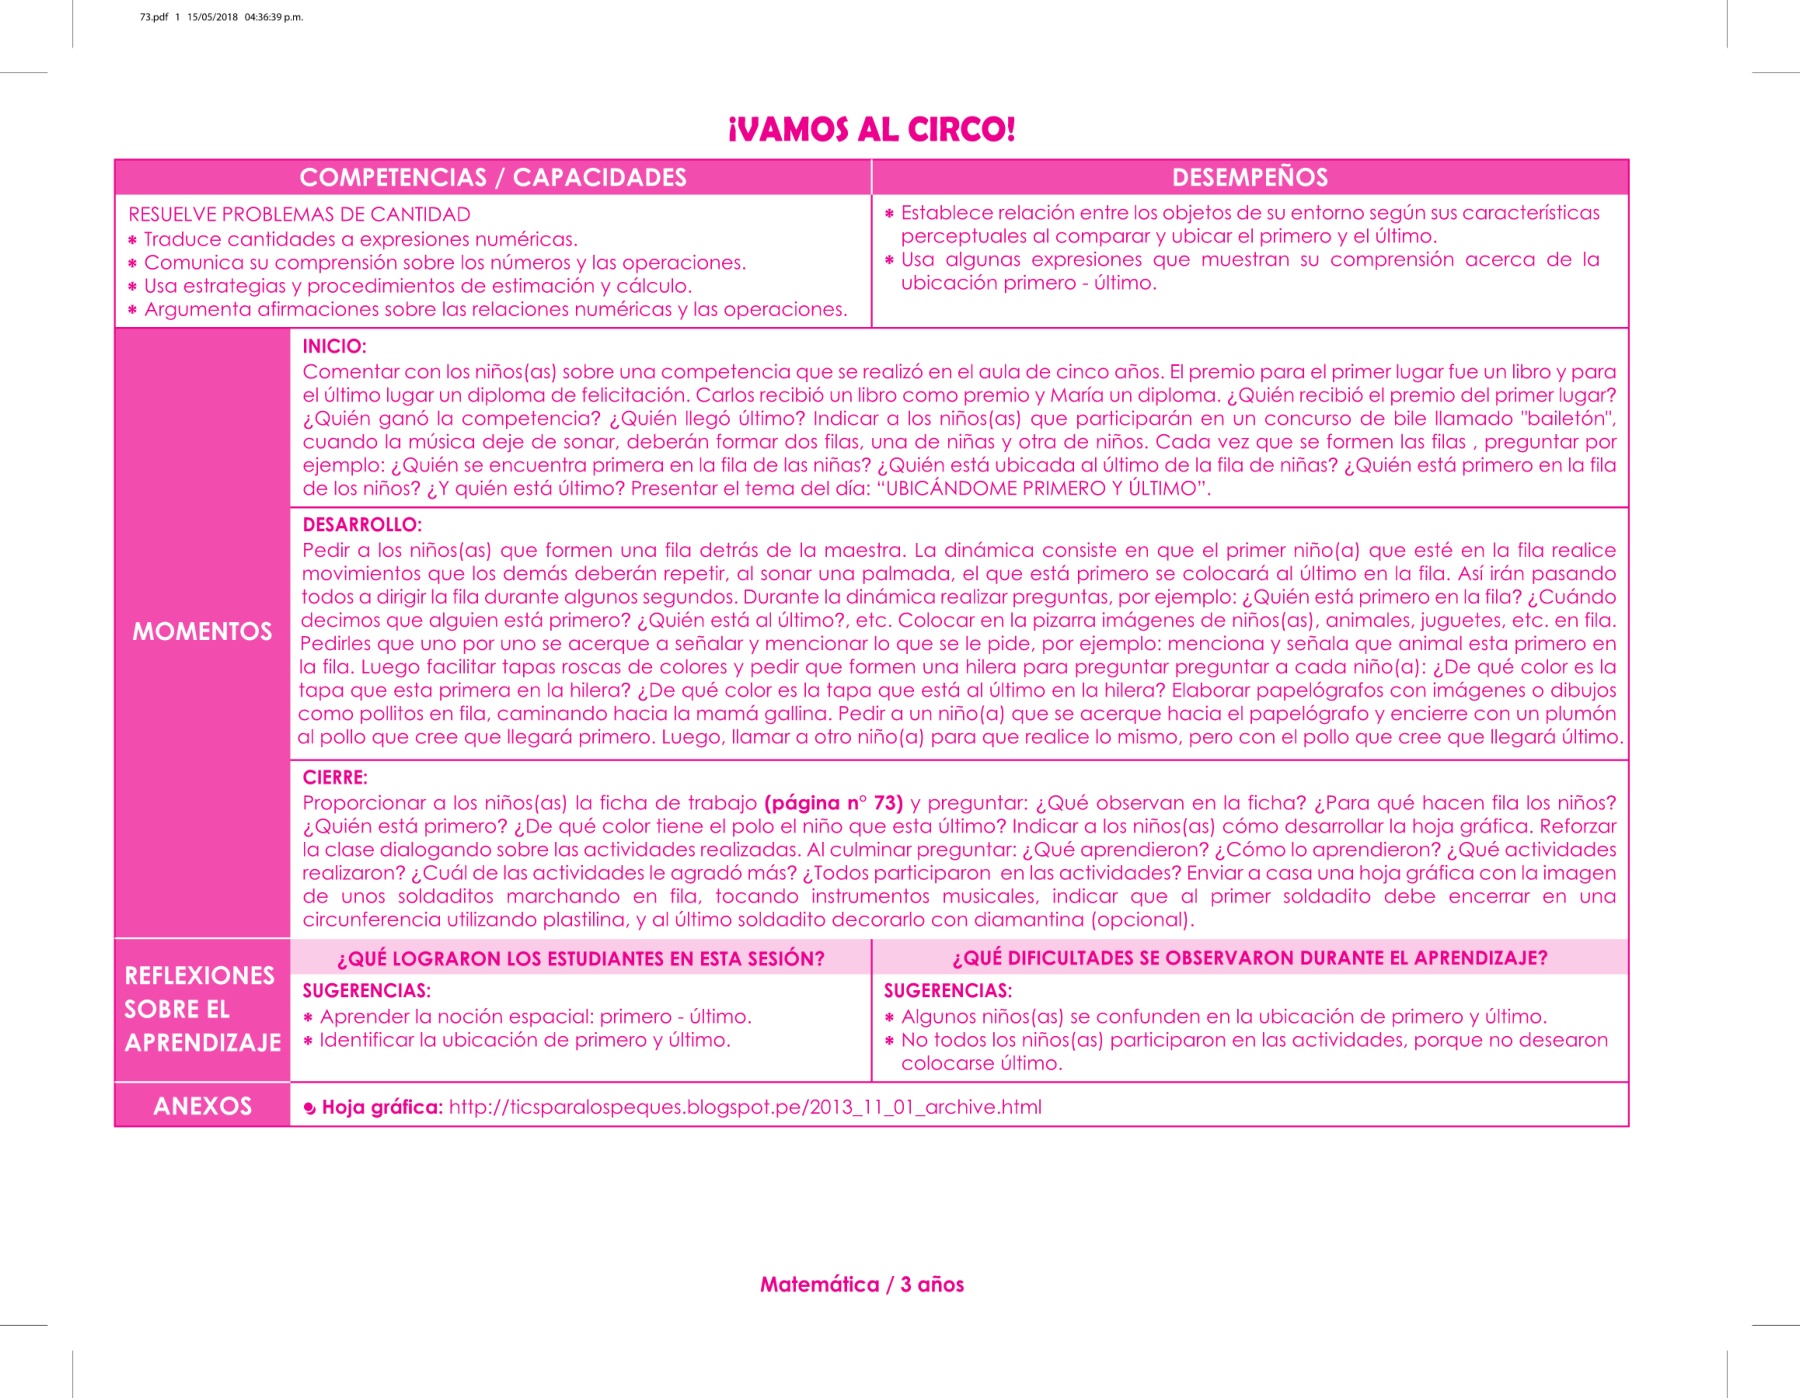 73.pdf 1 15/05/2018 04:36:39 p.m.
¡VAMOS AL CIRCO!
COMPETENCIAS / CAPACIDADES
DESEMPEÑOS
RESUELVE PROBLEMAS DE CANTIDAD
* Traduce cantidades a expresiones numéricas.
* Comunica su comprensión sobre los números y las operaciones.
* Usa estrategias y procedimientos de estimación y cálculo.
* Argumenta afirmaciones sobre las relaciones numéricas y las operaciones.
* Establece relación entre los objetos de su entorno según sus características
perceptuales al comparar y ubicar el primero y el último.
* Usa algunas expresiones que muestran su comprensión acerca de la
ubicación primero - último.
MOMENTOS
INICIO:
Comentar con los niños(as) sobre una competencia que se realizó en el aula de cinco años. El premio para el primer lugar fue un libro y para
el último lugar un diploma de felicitación. Carlos recibió un libro como premio y María un diploma. ¿Quién recibió el premio del primer lugar?
¿Quién ganó la competencia? ¿Quién llegó último? Indicar a los niños(as) que participarán en un concurso de bile llamado "bailetón",
cuando la música deje de sonar, deberán formar dos filas, una de niñas y otra de niños. Cada vez que se formen las filas , preguntar por
ejemplo: ¿Quién se encuentra primera en la fila de las niñas? ¿Quién está ubicada al último de la fila de niñas? ¿Quién está primero en la fila
de los niños? ¿Y quién está último? Presentar el tema del día: “UBICÁNDOME PRIMERO Y ÚLTIMO”.
DESARROLLO:
Pedir a los niños(as) que formen una fila detrás de la maestra. La dinámica consiste en que el primer niño(a) que esté en la fila realice
movimientos que los demás deberán repetir, al sonar una palmada, el que está primero se colocará al último en la fila. Así irán pasando
todos a dirigir la fila durante algunos segundos. Durante la dinámica realizar preguntas, por ejemplo: ¿Quién está primero en la fila? ¿Cuándo
decimos que alguien está primero? ¿Quién está al último?, etc. Colocar en la pizarra imágenes de niños(as), animales, juguetes, etc. en fila.
Pedirles que uno por uno se acerque a señalar y mencionar lo que se le pide, por ejemplo: menciona y señala que animal esta primero en
la fila. Luego facilitar tapas roscas de colores y pedir que formen una hilera para preguntar preguntar a cada niño(a): ¿De qué color es la
tapa que esta primera en la hilera? ¿De qué color es la tapa que está al último en la hilera? Elaborar papelógrafos con imágenes o dibujos
como pollitos en fila, caminando hacia la mamá gallina. Pedir a un niño(a) que se acerque hacia el papelógrafo y encierre con un plumón
al pollo que cree que llegará primero. Luego, llamar a otro niño(a) para que realice lo mismo, pero con el pollo que cree que llegará último.
CIERRE:
Proporcionar a los niños(as) la ficha de trabajo (página n° 73) y preguntar: ¿Qué observan en la ficha? ¿Para qué hacen fila los niños?
¿Quién está primero? ¿De qué color tiene el polo el niño que esta último? Indicar a los niños(as) cómo desarrollar la hoja gráfica. Reforzar
la clase dialogando sobre las actividades realizadas. Al culminar preguntar: ¿Qué aprendieron? ¿Cómo lo aprendieron? ¿Qué actividades
realizaron? ¿Cuál de las actividades le agradó más? ¿Todos participaron en las actividades? Enviar a casa una hoja gráfica con la imagen
de unos soldaditos marchando en fila, tocando instrumentos musicales, indicar que al primer soldadito debe encerrar en una
circunferencia utilizando plastilina, y al último soldadito decorarlo con diamantina (opcional).
REFLEXIONES
SOBRE EL
APRENDIZAJE
¿QUÉ LOGRARON LOS ESTUDIANTES EN ESTA SESIÓN?
SUGERENCIAS:
* Aprender la noción espacial: primero - último.
* Identificar la ubicación de primero y último.
¿QUÉ DIFICULTADES SE OBSERVARON DURANTE EL APRENDIZAJE?
SUGERENCIAS:
* Algunos niños(as) se confunden en la ubicación de primero y último.
* No todos los niños(as) participaron en las actividades, porque no desearon
colocarse último.
ANEXOS
Hoja gráfica: http://ticsparalospeques.blogspot.pe/2013_11_01_archive.html
Matemática / 3 años